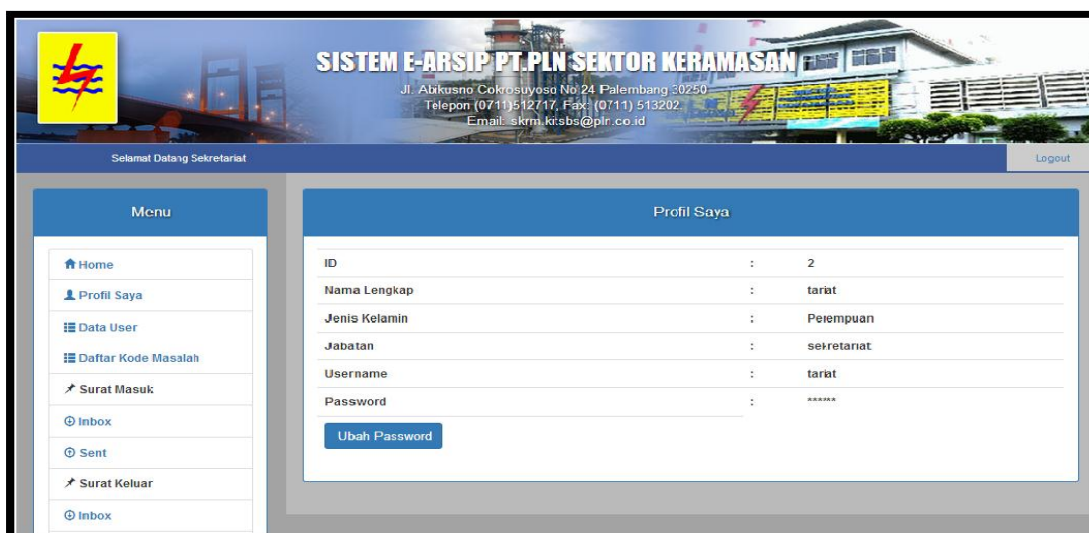 SISTEM E-ARSIP PT.PLN SEKTOR KERAMASAN
Jl. Abikusno Cokrosuyoso No 24 Palembang 30250
Telepon (0711)512717, Fax: (0711) 513202
Email: skrm.kitsbs@pln.co.id
Selamat Datang Sekretariat
Logout
Menu
Home
Profil Saya
Data User
Daftar Kode Masalah
Surat Masuk
Inbox
Sent
Surat Keluar
Inbox
Profil Saya
ID : 2
Nama Lengkap : tariat
Jenis Kelamin : Perempuan
Jabatan : sekretariat
Username : tariat
Password : ******
Ubah Password